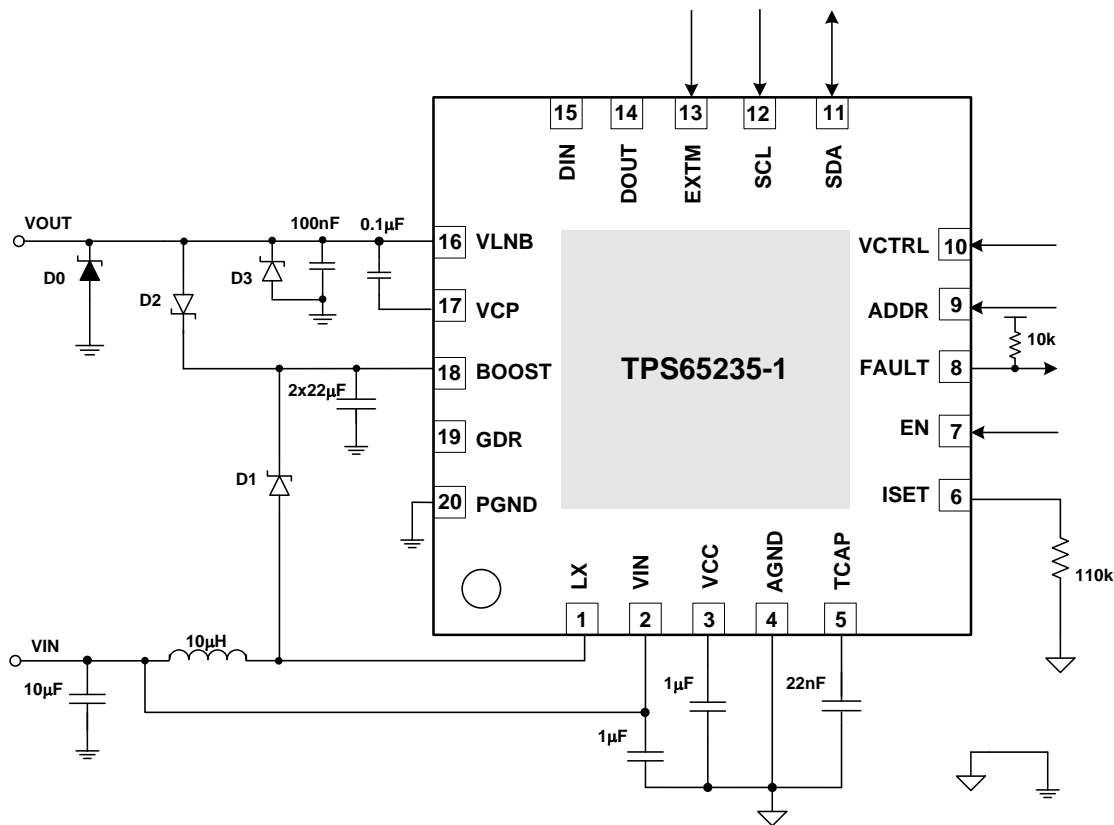 15 14 13 12 11
DIN DOUT EXTM SCL SDA
VOUT 100nF 0.1μF
16 VLNB VCTRL 10
D0 D2 D3
17 VCP ADDR 9
10k
18 BOOST TPS65235-1 FAULT 8
2x22μF
19 GDR EN 7
D1
20 PGND ISET 6
LX VIN VCC AGND TCAP
110k
1 2 3 4 5
VIN 10μH
10μF 1μF 22nF
1μF